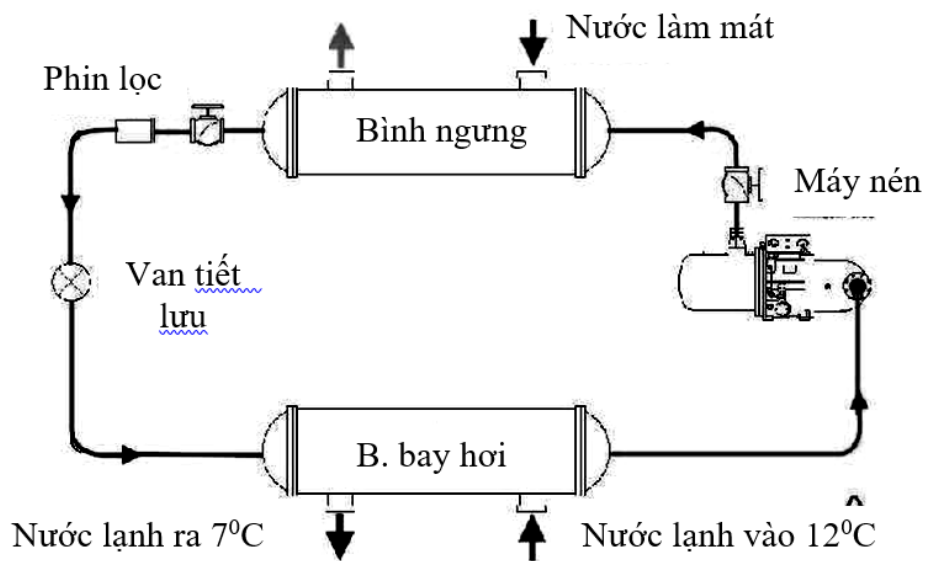 Nước làm mát
Phin lọc
Bình ngưng
Máy nén
Van tiết
lưu
B. bay hơi
Nước lạnh ra 7⁰C
Nước lạnh vào 12⁰C